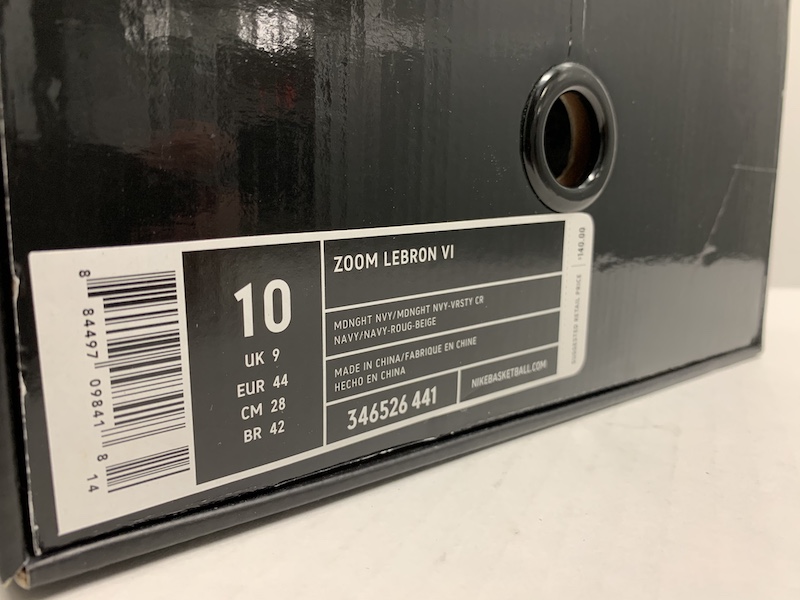 ZOOM LEBRON VI
10
UK 9
EUR 44
CM 28
BR 42
MDNGHT NVY/MDNGHT NVY-VRSTY CR
NAVY/NAVY-ROUG-BEIGE
MADE IN CHINA/FABRIQUE EN CHINE
HECHO EN CHINA
346526 441
NIKEBASKETBALL.COM
SUGGESTED RETAIL PRICE $140.00
8 84497 09841 8 14